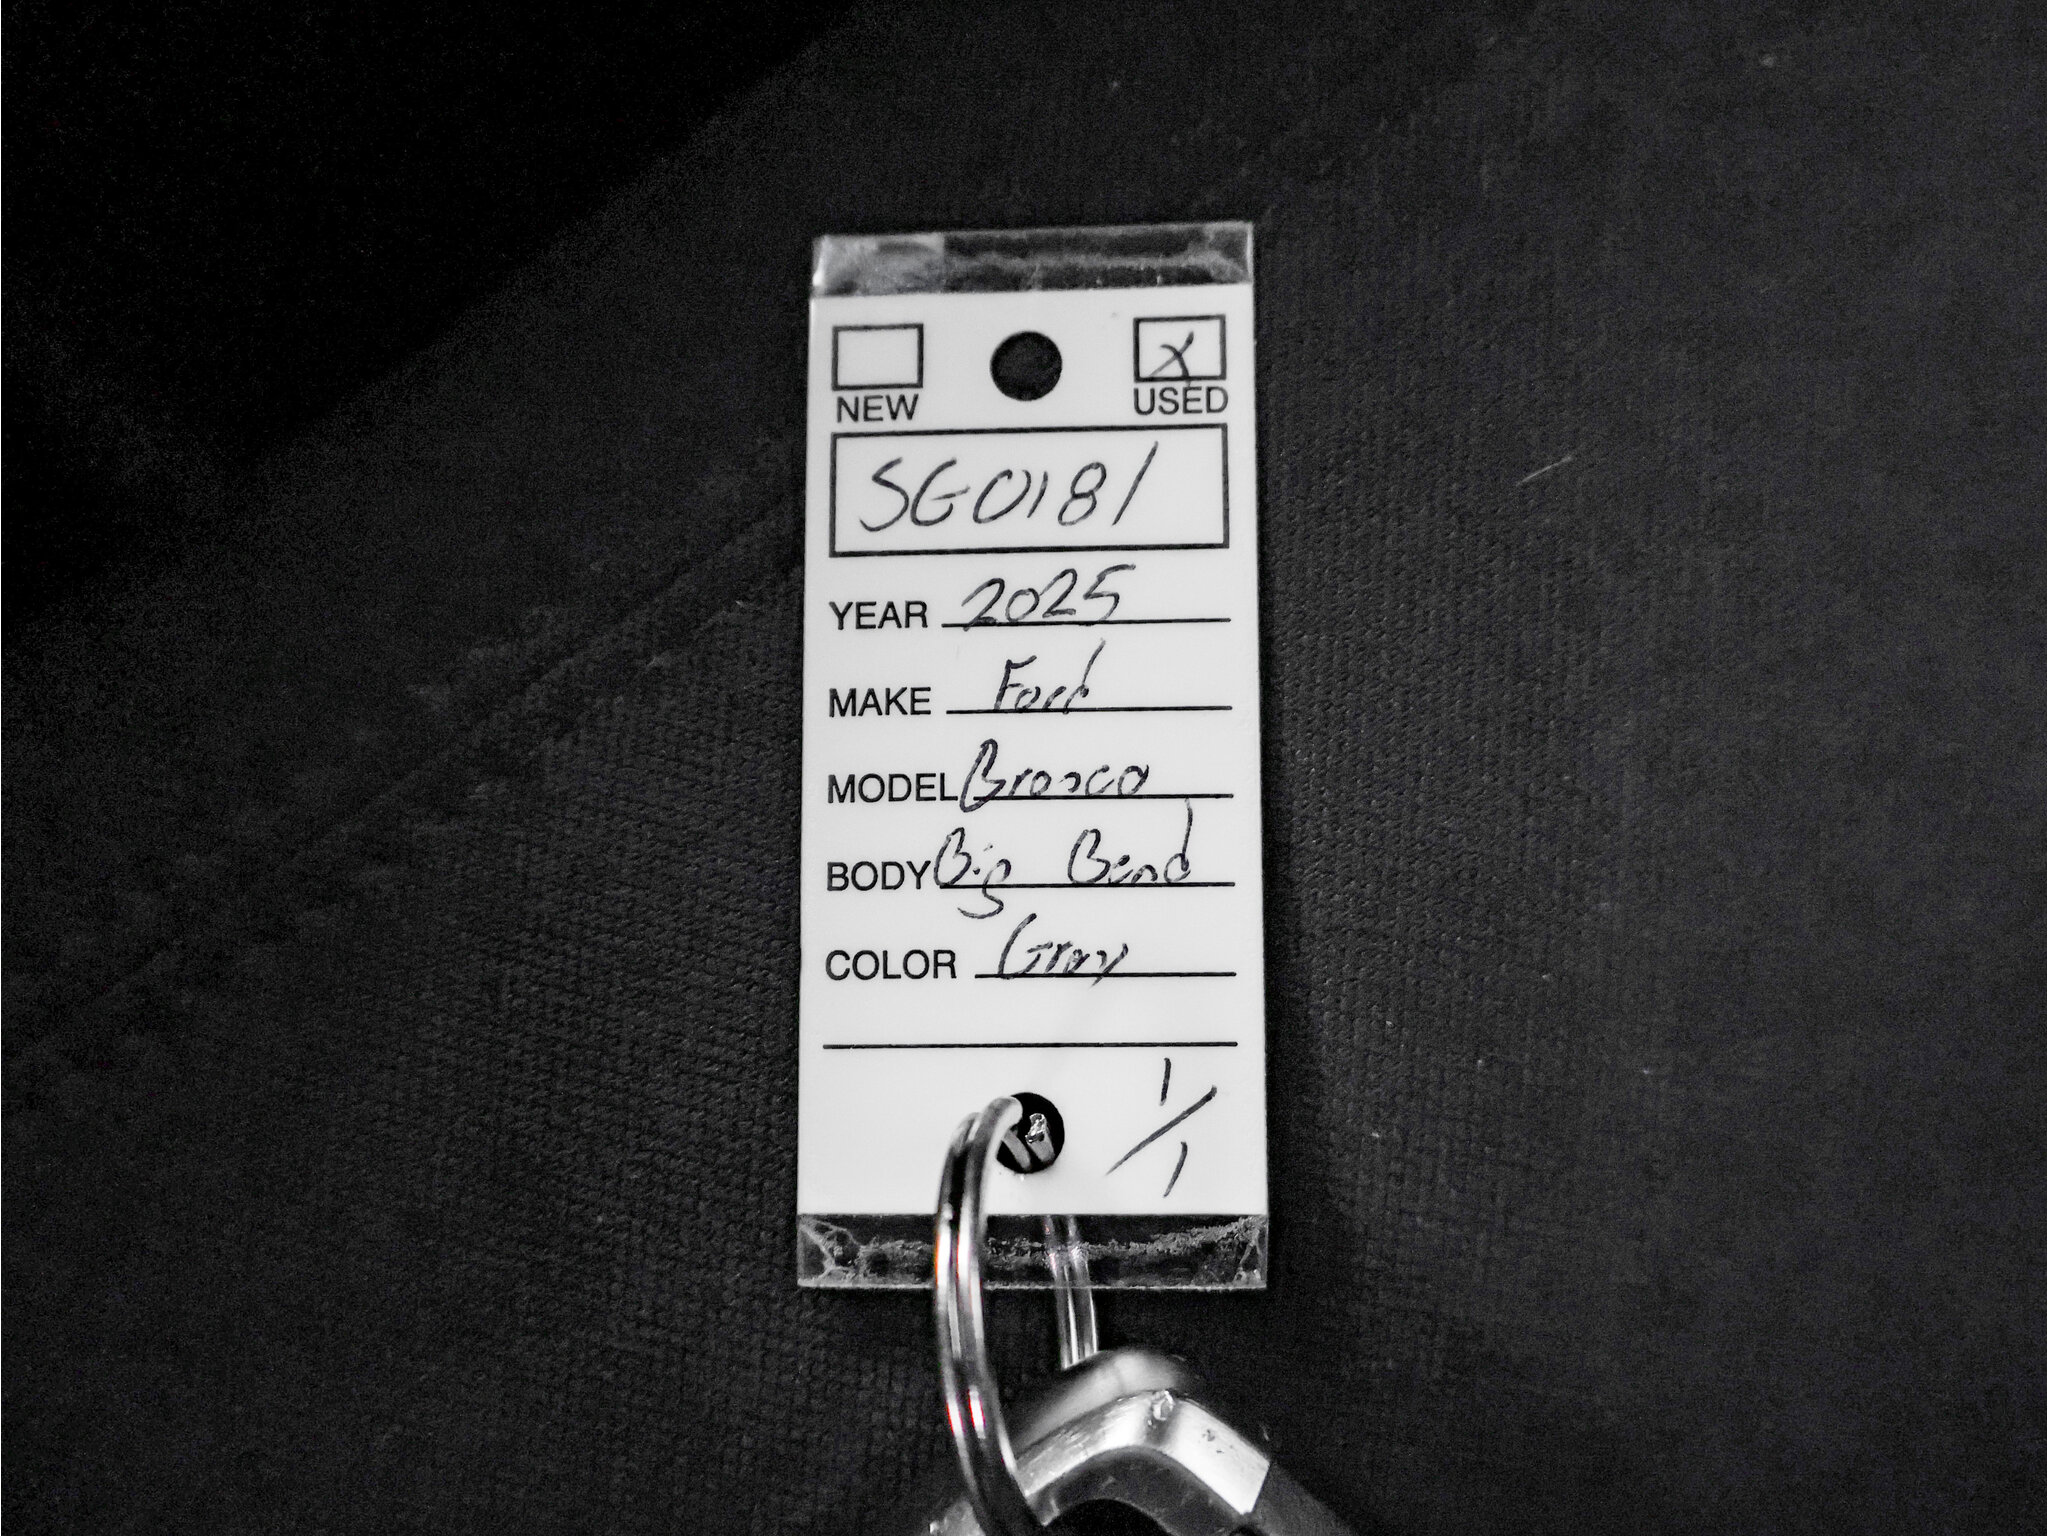 X
NEW USED
SG0181
YEAR 2025
MAKE Ford
MODEL Bronco
BODY Big Bend
COLOR Gray
1/1